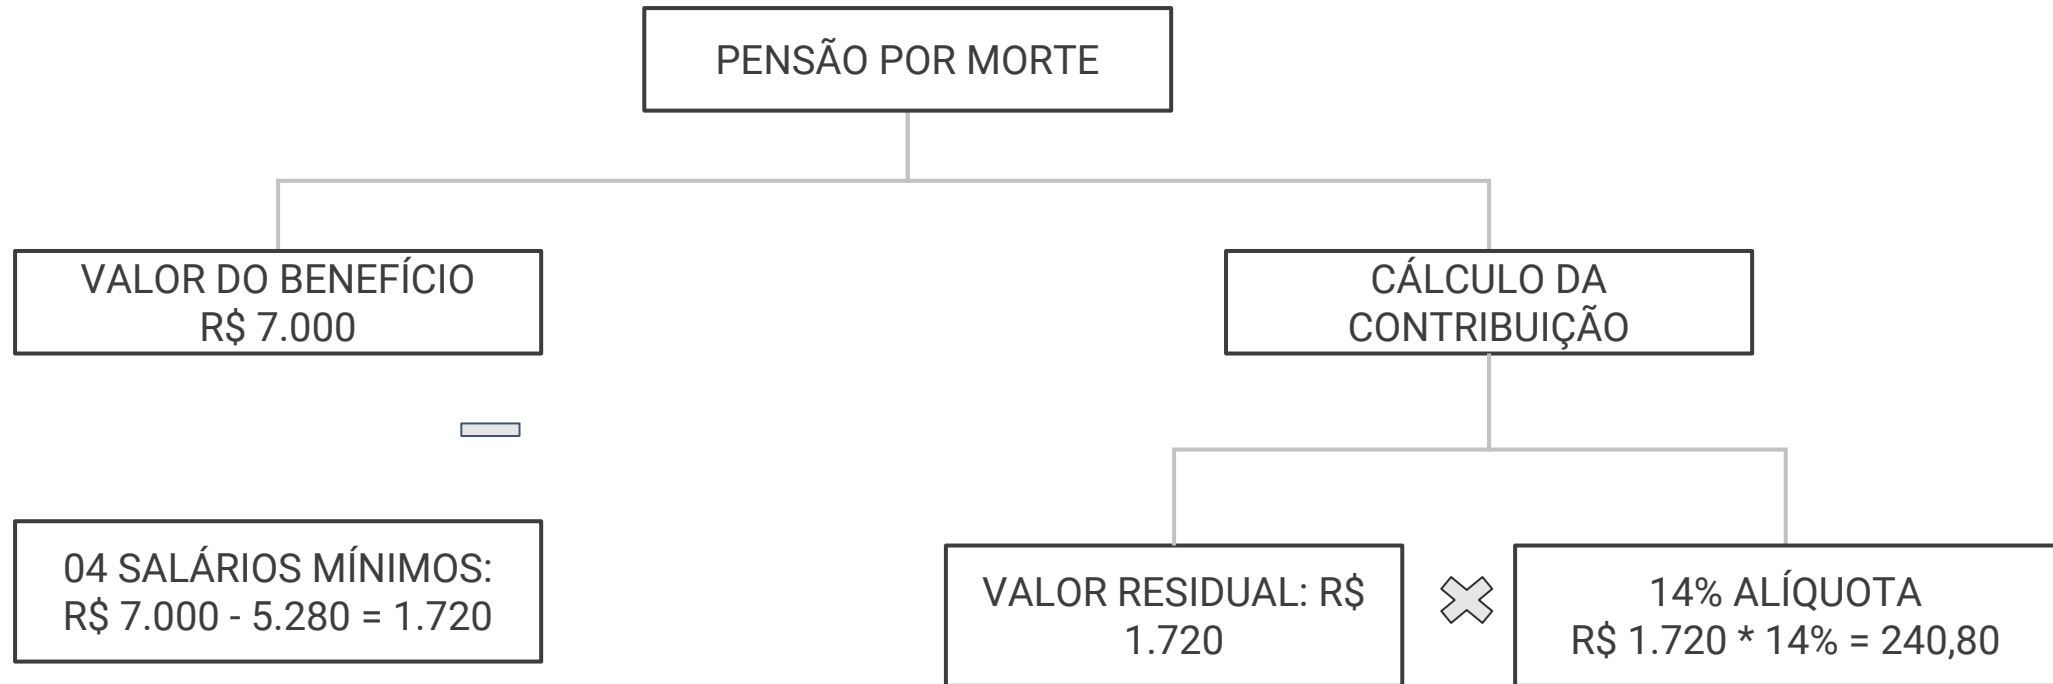 PENSÃO POR MORTE
VALOR DO BENEFÍCIO
R$ 7.000
CÁLCULO DA
CONTRIBUIÇÃO
04 SALÁRIOS MÍNIMOS:
R$ 7.000 - 5.280 = 1.720
VALOR RESIDUAL: R$
1.720
14% ALÍQUOTA
R$ 1.720 * 14% = 240,80